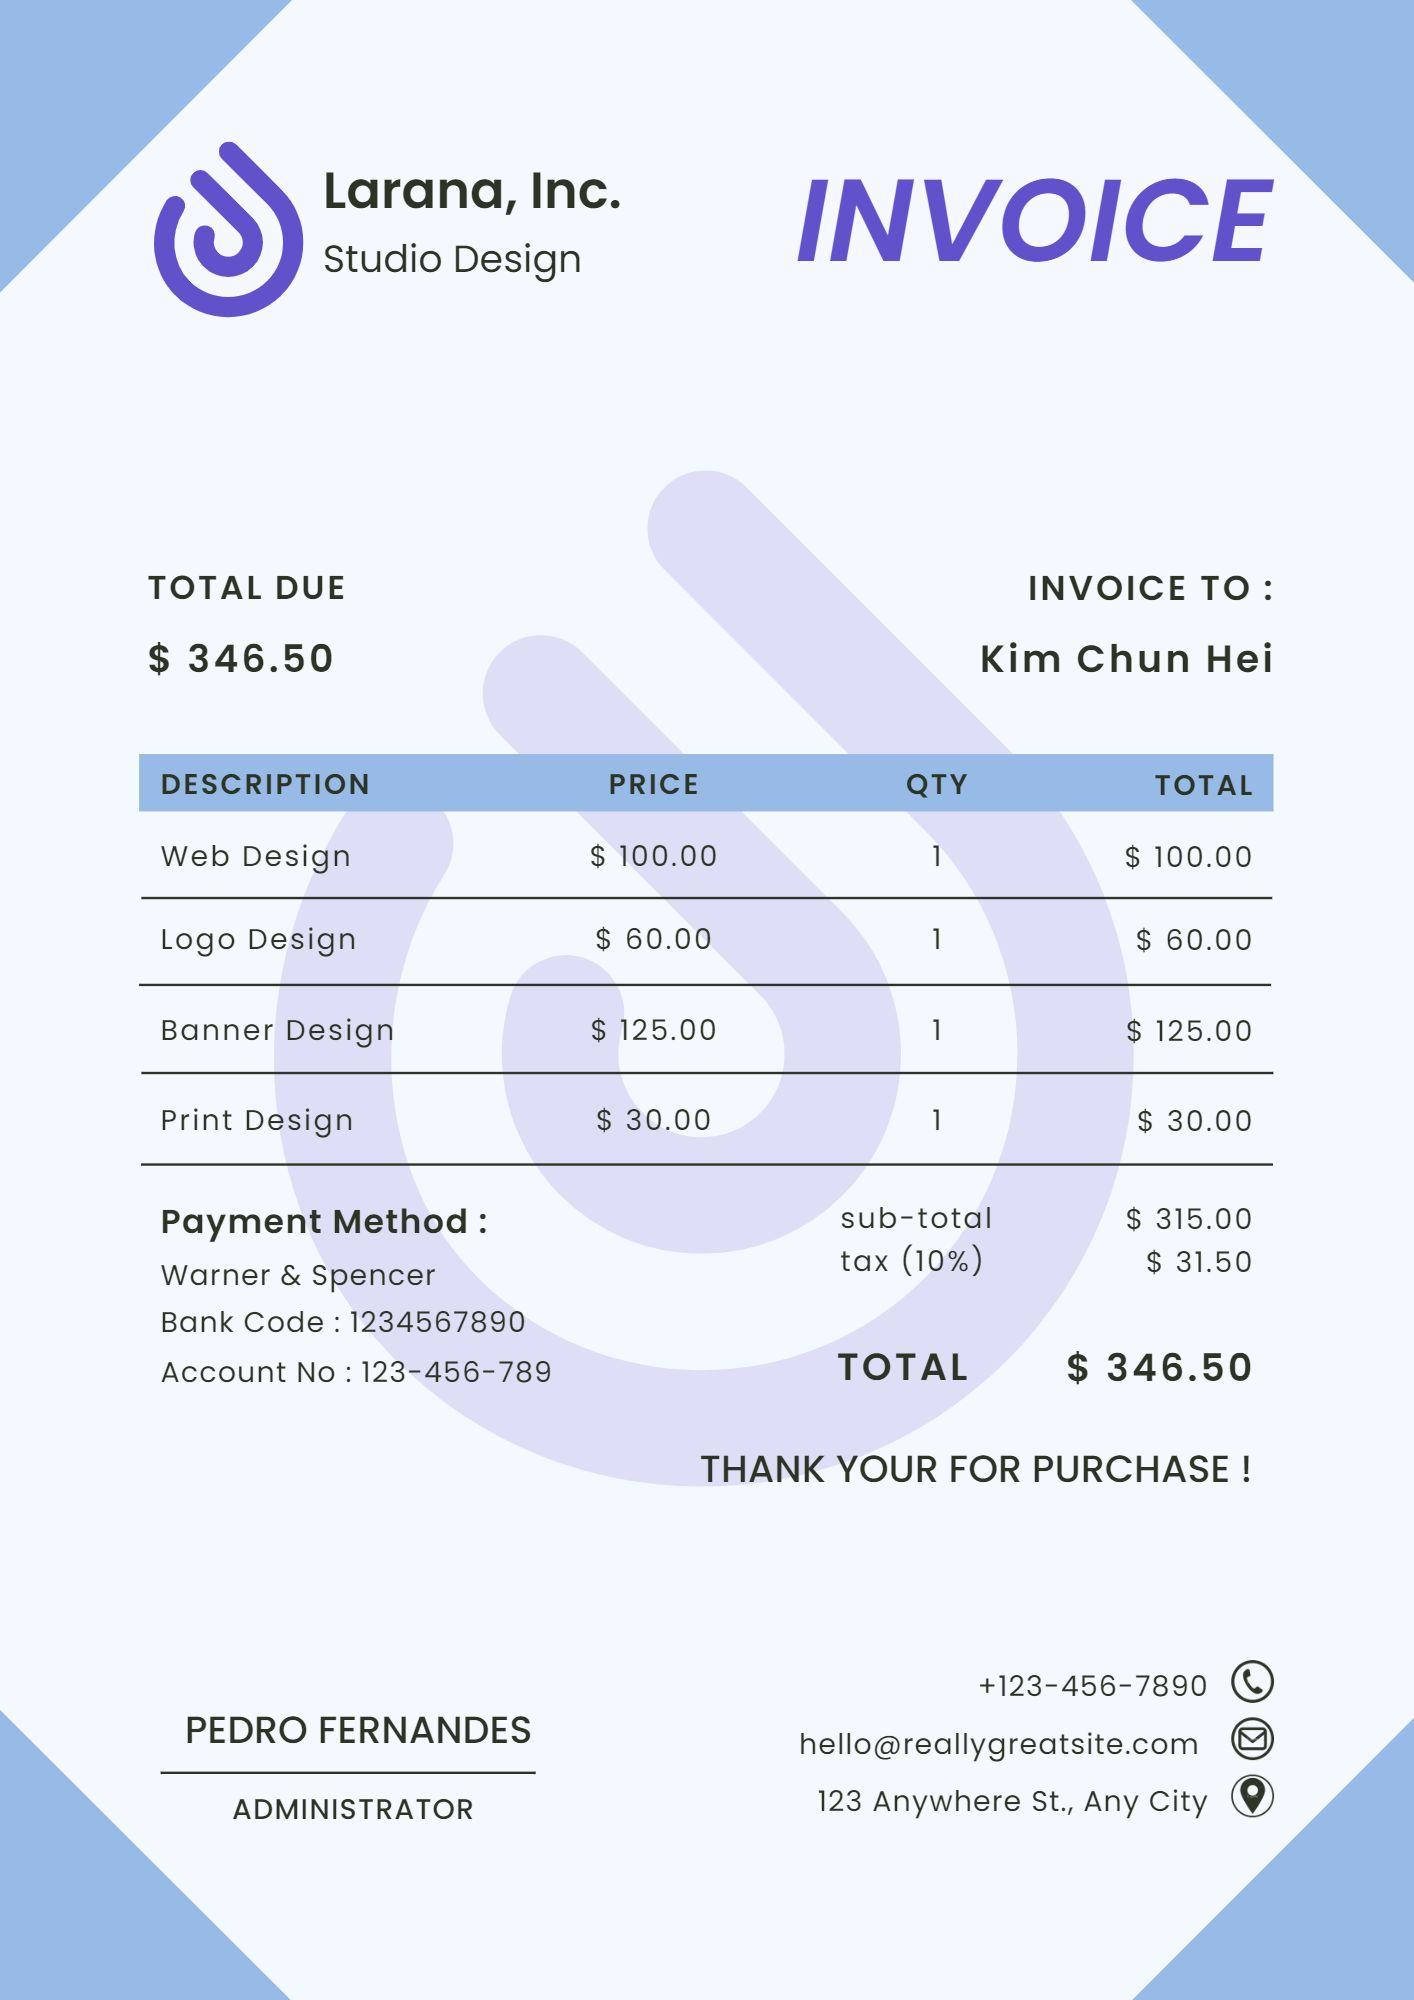 Larana, Inc.
Studio Design
INVOICE
TOTAL DUE
$ 346.50
INVOICE TO :
Kim Chun Hei
DESCRIPTION PRICE QTY TOTAL
Web Design $ 100.00 1 $ 100.00
Logo Design $ 60.00 1 $ 60.00
Banner Design $ 125.00 1 $ 125.00
Print Design $ 30.00 1 $ 30.00
Payment Method :
Warner & Spencer
Bank Code : 1234567890
Account No : 123-456-789
sub-total $ 315.00
tax (10%) $ 31.50
TOTAL $ 346.50
THANK YOUR FOR PURCHASE !
PEDRO FERNANDES
ADMINISTRATOR
+123-456-7890
hello@reallygreatsite.com
123 Anywhere St., Any City